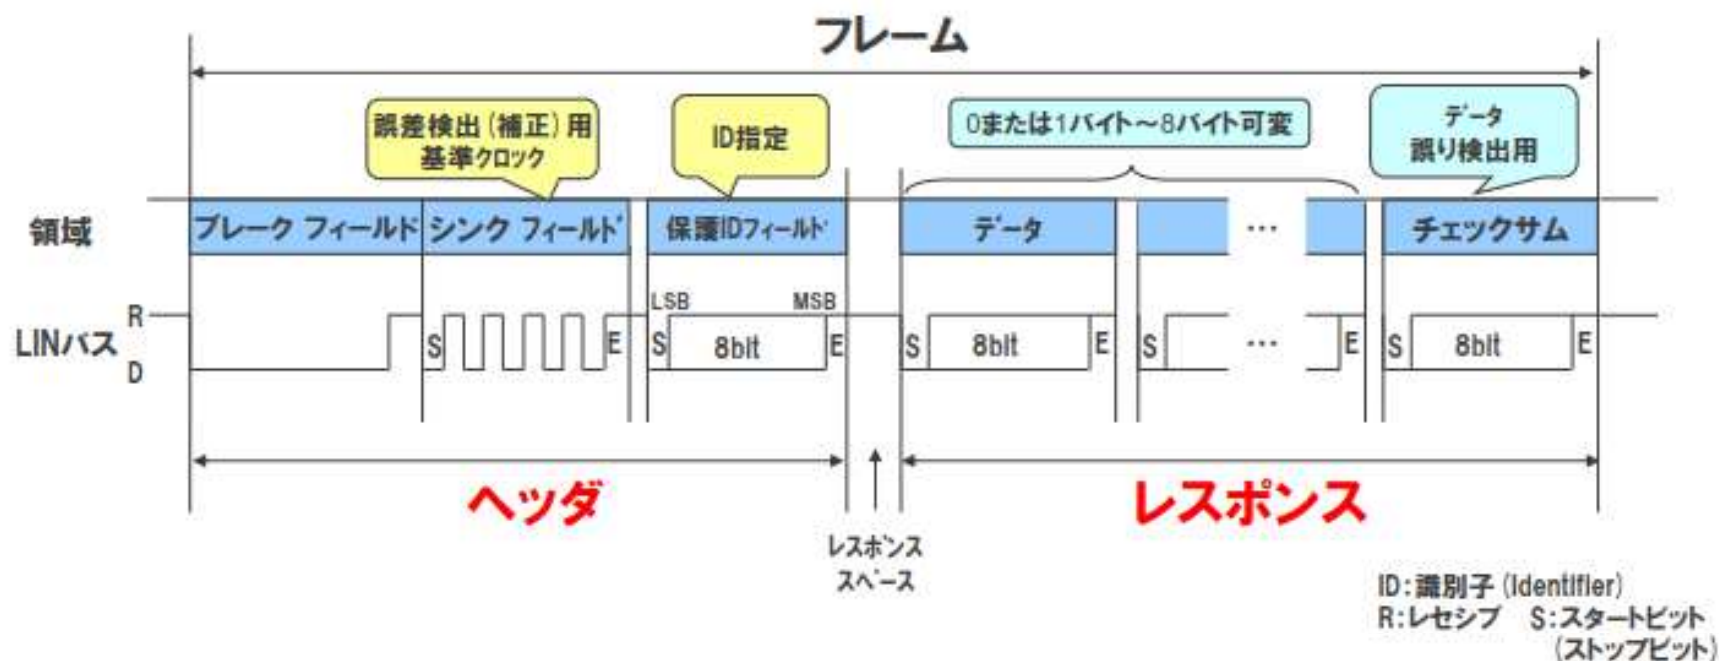 フレーム
誤差検出(補正)用
基準クロック
ID指定
0または1バイト～8バイト可変
データ
誤り検出用
領域
ブレーク フィールド
シンク フィールド
保護IDフィールド
データ
…
チェックサム
LINバス
R
D
S
E
LSB
MSB
S
8bit
E
S
8bit
E
S
…
E
S
8bit
E
ヘッダ
レスポンス
レスポンス
スペース
ID:識別子(Identifier)
R:レセシブ S:スタートビット
(ストップビット)